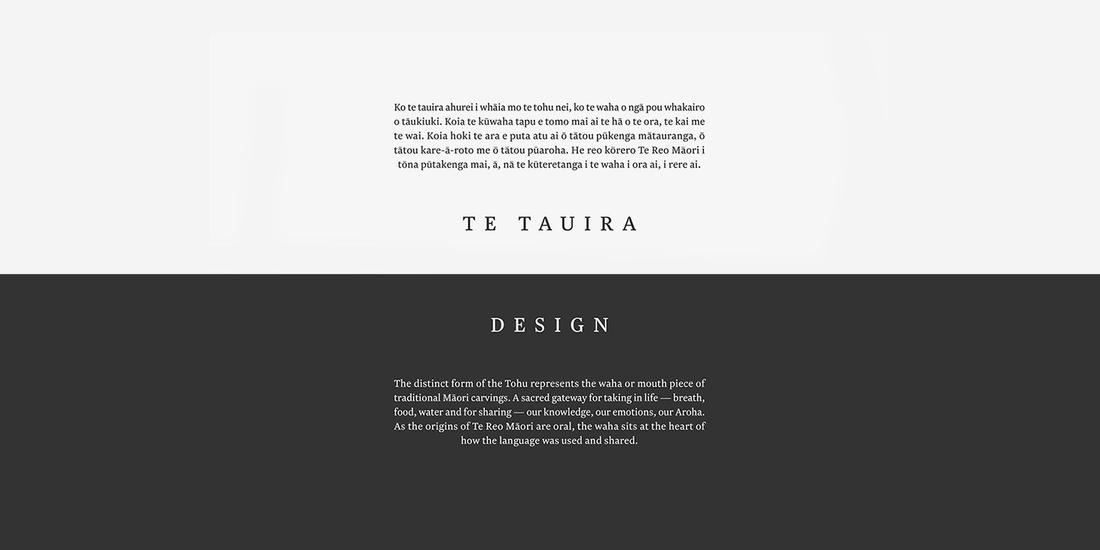 Ko te tauira ahurei i whāia mo te tohu nei, ko te waha o ngā pou whakairo
o tāukiuki. Koia te kūwaha tapu e tomo mai ai te hā o te ora, te kai me
te wai. Koia hoki te ara e puta atu ai ō tātou pūkenga mātauranga, ō
tātou kare-ā-roto me ō tātou pūaroha. He reo kōrero Te Reo Māori i
tōna pūtakenga mai, ā, nā te kūteretanga i te waha i ora ai, i rere ai.
TE TAUIRA
DESIGN
The distinct form of the Tohu represents the waha or mouth piece of
traditional Māori carvings. A sacred gateway for taking in life — breath,
food, water and for sharing — our knowledge, our emotions, our Aroha.
As the origins of Te Reo Māori are oral, the waha sits at the heart of
how the language was used and shared.